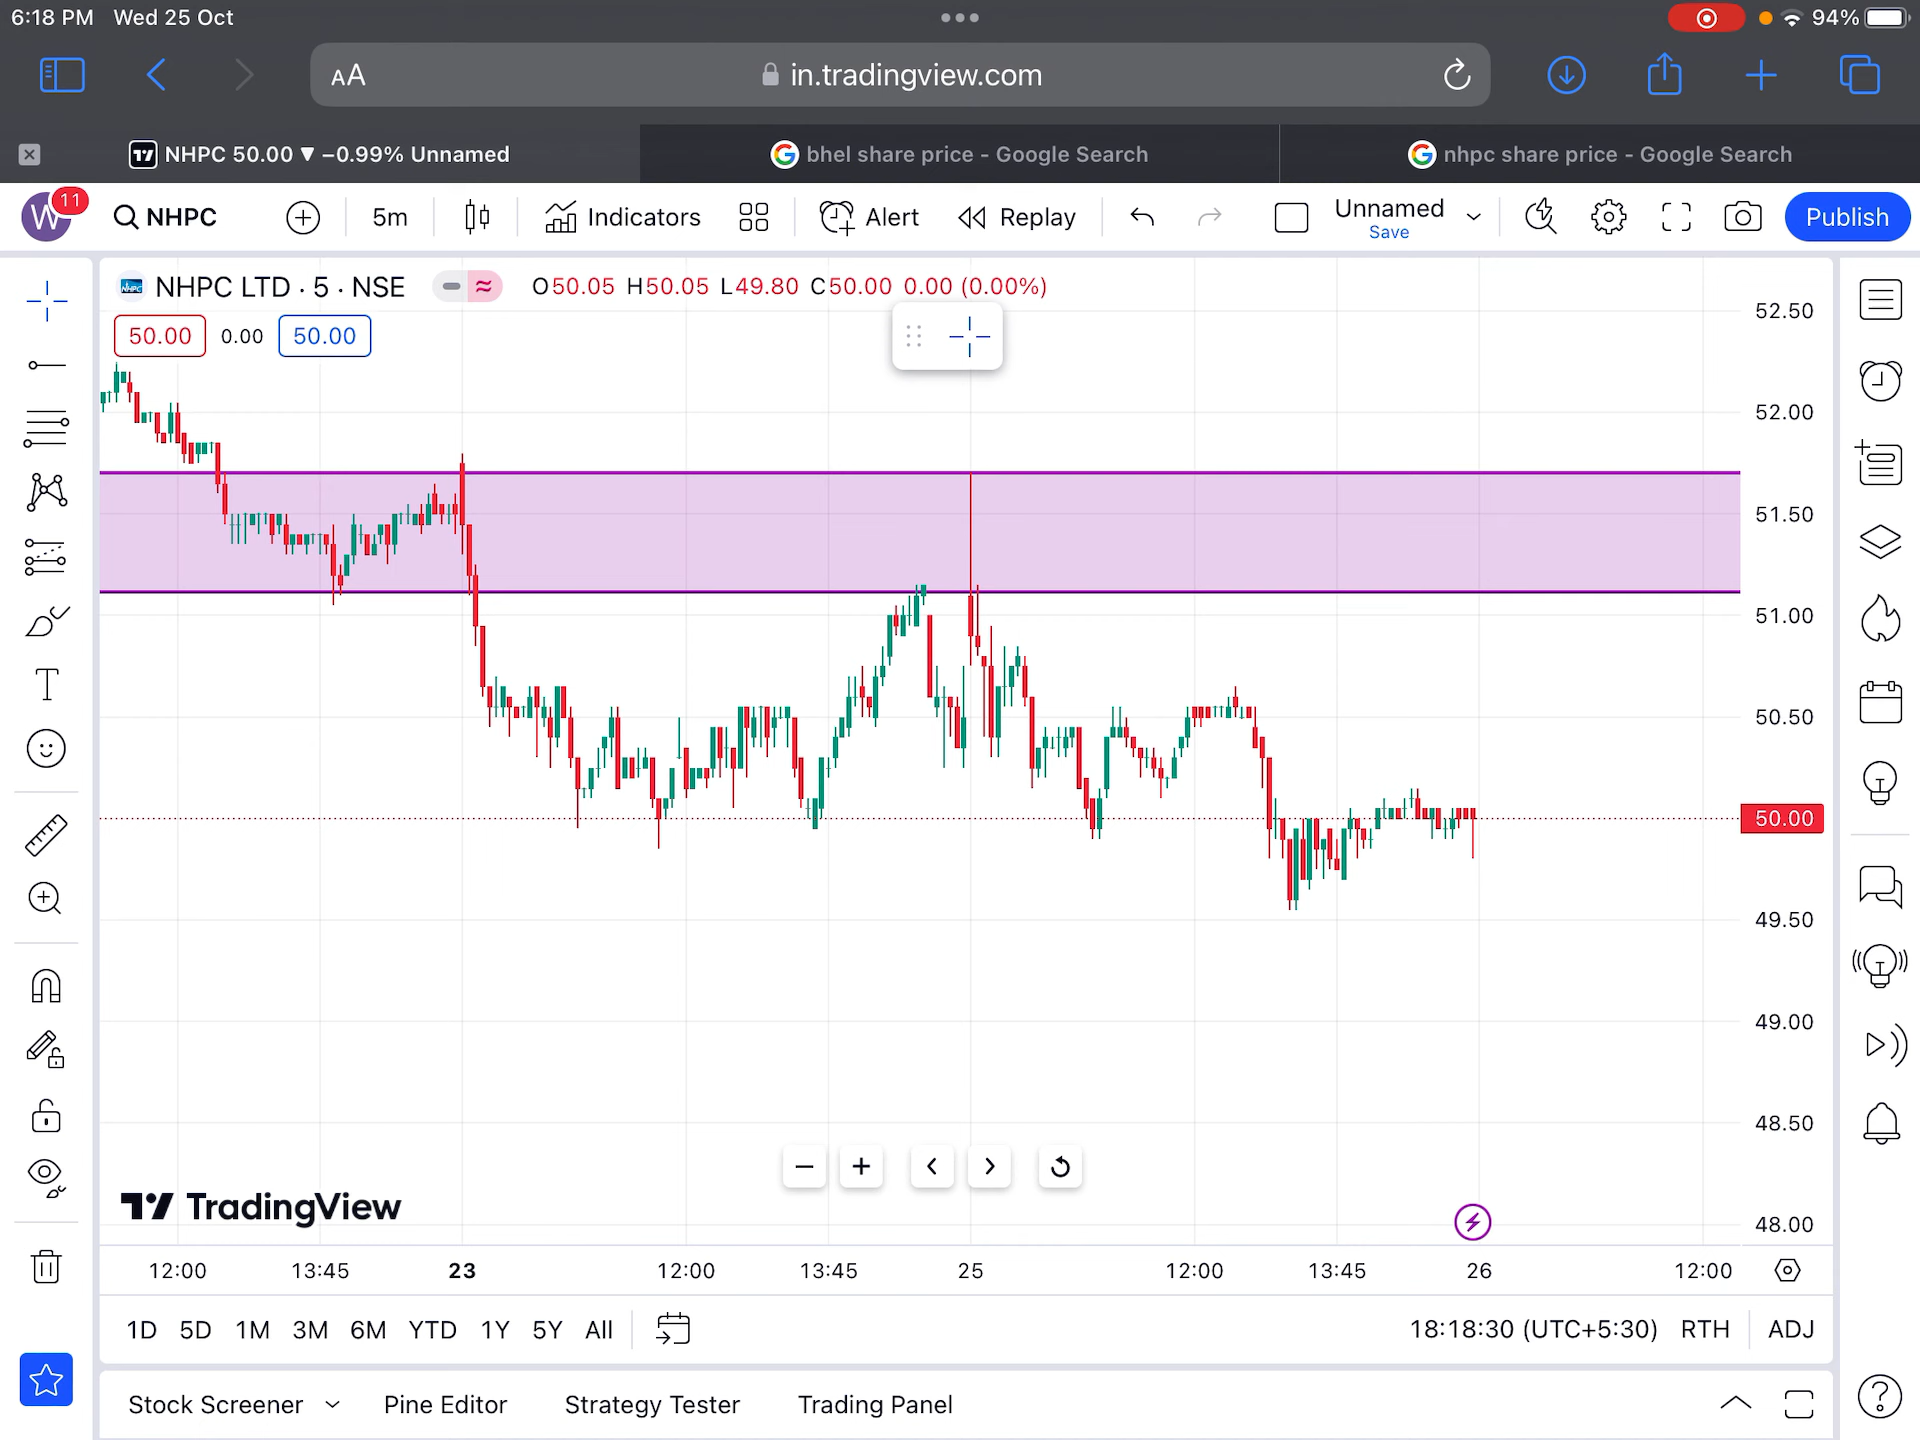 6:18 PM Wed 25 Oct
94%
AA in.tradingview.com
NHPC 50.00 ▼ −0.99% Unnamed
bhel share price - Google Search
nhpc share price - Google Search
W 11 NHPC 5m Indicators Alert Replay Unnamed Save Publish
NHPC LTD · 5 · NSE O50.05 H50.05 L49.80 C50.00 0.00 (0.00%)
50.00 0.00 50.00
52.50
52.00
51.50
51.00
50.50
50.00
49.50
49.00
48.50
48.00
TradingView
12:00 13:45 23 12:00 13:45 25 12:00 13:45 26 12:00
1D 5D 1M 3M 6M YTD 1Y 5Y All 18:18:30 (UTC+5:30) RTH ADJ
Stock Screener Pine Editor Strategy Tester Trading Panel